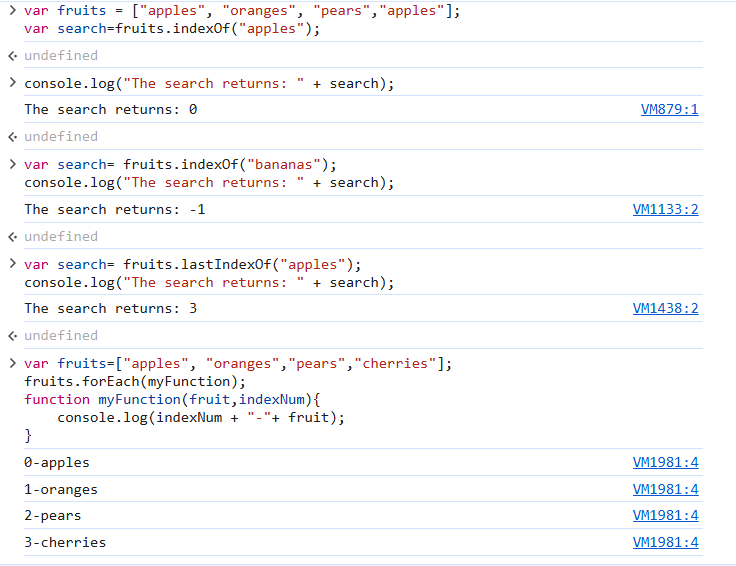 var fruits = ["apples", "oranges", "pears","apples"];
var search=fruits.indexOf("apples");
undefined
console.log("The search returns: " + search);
The search returns: 0 VM879:1
undefined
var search= fruits.indexOf("bananas");
console.log("The search returns: " + search);
The search returns: -1 VM1133:2
undefined
var search= fruits.lastIndexOf("apples");
console.log("The search returns: " + search);
The search returns: 3 VM1438:2
undefined
var fruits=["apples", "oranges","pears","cherries"];
fruits.forEach(myFunction);
function myFunction(fruit,indexNum){
    console.log(indexNum + "-"+ fruit);
}
0-apples VM1981:4
1-oranges VM1981:4
2-pears VM1981:4
3-cherries VM1981:4